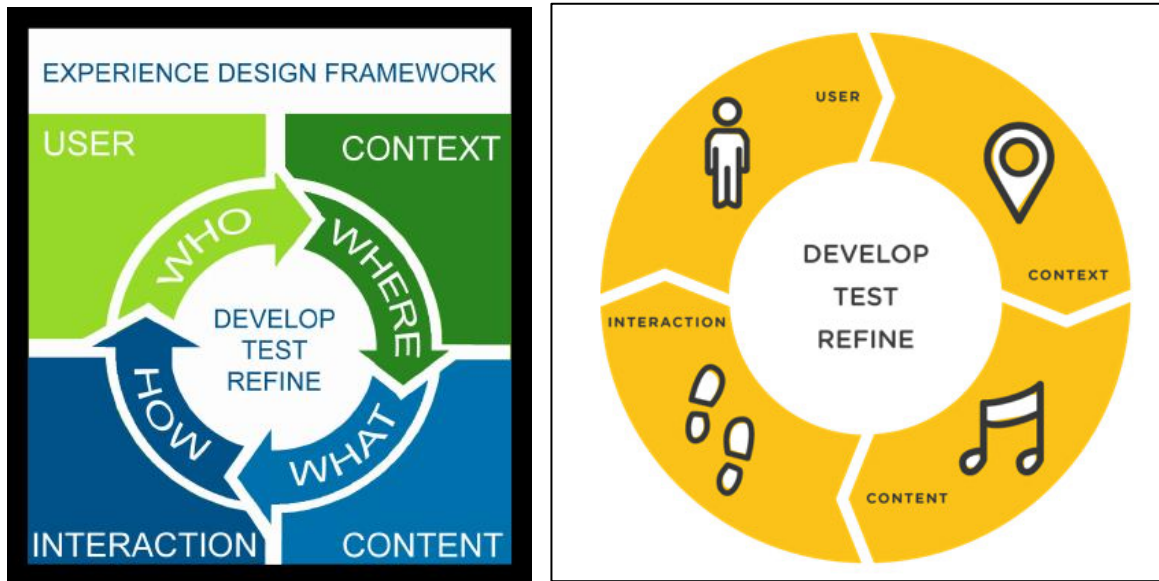 EXPERIENCE DESIGN FRAMEWORK
USER
CONTEXT
WHO
WHERE
DEVELOP
TEST
REFINE
HOW
WHAT
INTERACTION
CONTENT
USER
DEVELOP
TEST
REFINE
CONTEXT
INTERACTION
CONTENT